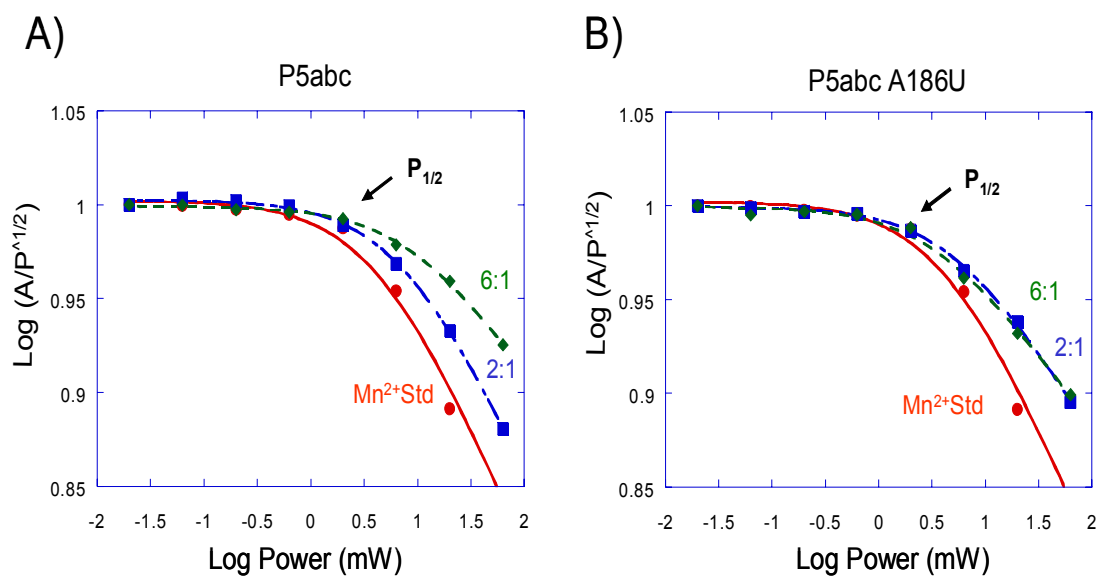 A)
P5abc
1.05
1
0.95
0.9
0.85
Log (A/P^1/2)
P1/2
6:1
2:1
Mn2+Std
-2 -1.5 -1 -0.5 0 0.5 1 1.5 2
Log Power (mW)
B)
P5abc A186U
1.05
1
0.95
0.9
0.85
Log (A/P^1/2)
P1/2
6:1
2:1
Mn2+Std
-2 -1.5 -1 -0.5 0 0.5 1 1.5 2
Log Power (mW)